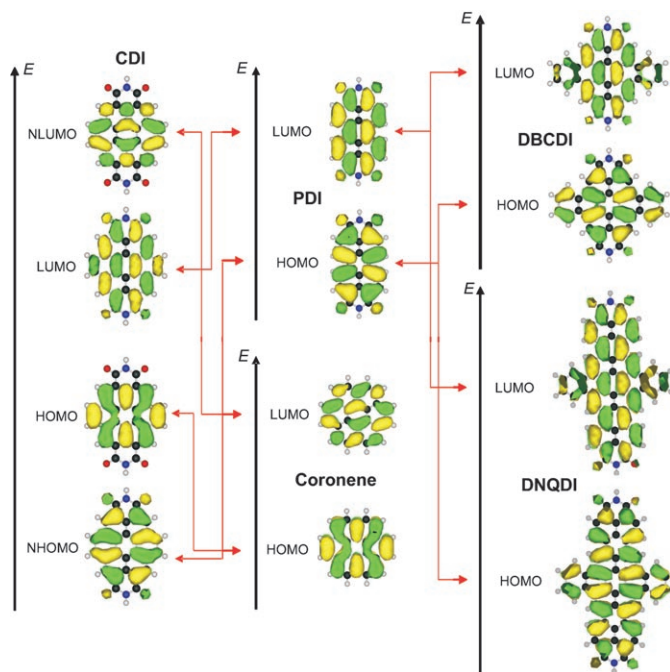 CDI
E
NLUMO
LUMO
HOMO
NHOMO
E
LUMO
PDI
HOMO
E
LUMO
Coronene
HOMO
E
LUMO
DBCDI
HOMO
E
LUMO
DNQDI
HOMO